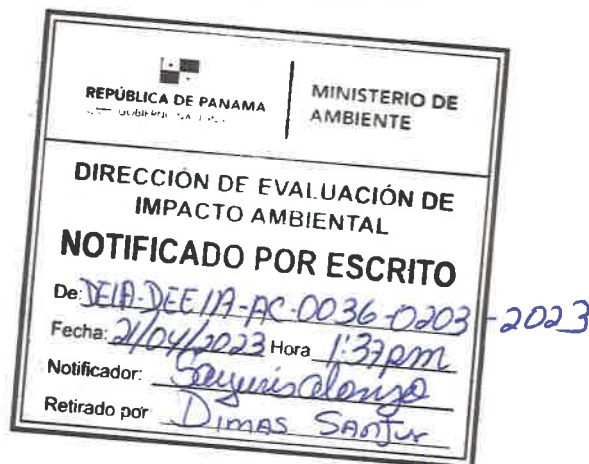 REPÚBLICA DE PANAMA
MINISTERIO DE
AMBIENTE
DIRECCIÓN DE EVALUACIÓN DE
IMPACTO AMBIENTAL
NOTIFICADO POR ESCRITO
De: DEIA-DEEIA-AC-0036-0203-2023
Fecha: 21/04/2023 Hora 1:37pm
Notificador:
Retirado por Dimas Santur